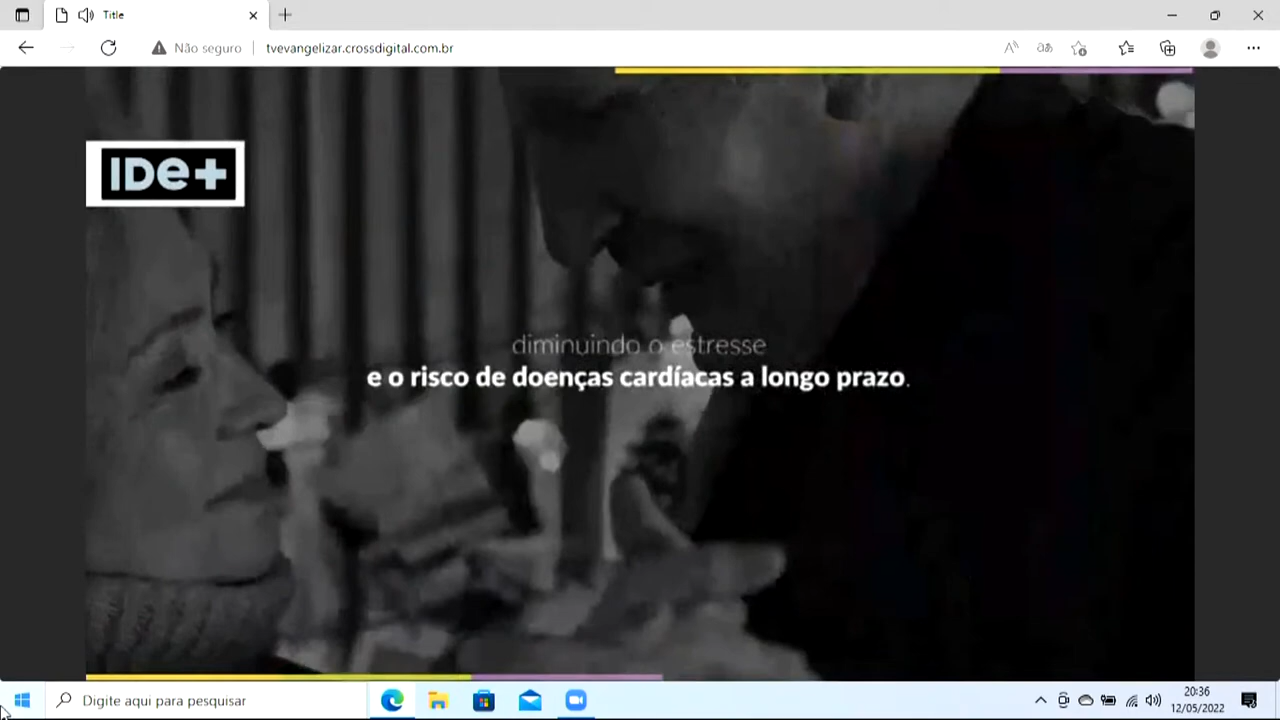 Title
Não seguro
tvevangelizar.crossdigital.com.br
IDe+
diminuindo o estresse
e o risco de doenças cardíacas a longo prazo.
Digite aqui para pesquisar
20:36
12/05/2022